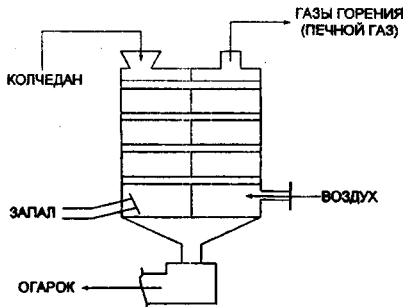 ГАЗЫ ГОРЕНИЯ
(ПЕЧНОЙ ГАЗ)
КОЛЧЕДАН
ЗАПАЛ
ВОЗДУХ
ОГАРОК